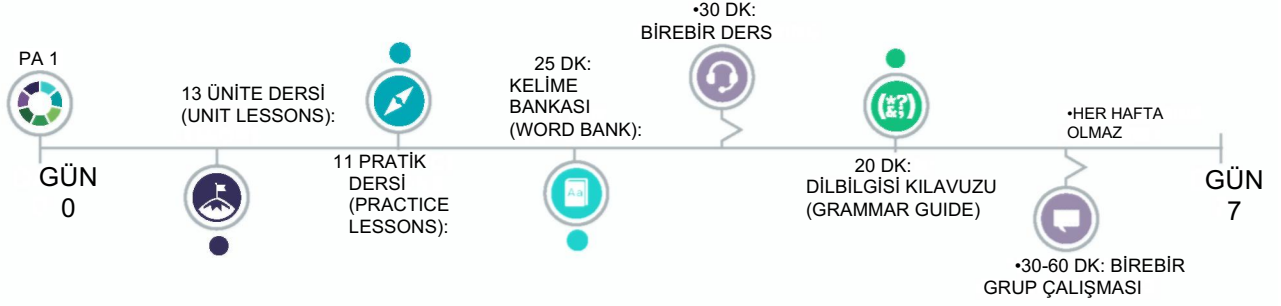 PA 1
GÜN
0
13 ÜNİTE DERSİ
(UNIT LESSONS):
11 PRATİK
DERSİ
(PRACTICE
LESSONS):
25 DK:
KELİME
BANKASI
(WORD BANK):
Aa
•30 DK:
BİREBİR DERS
(*?
&;)
20 DK:
DİLBİLGİSİ KILAVUZU
(GRAMMAR GUIDE)
•HER HAFTA
OLMAZ
•30-60 DK: BİREBİR
GRUP ÇALIŞMASI
GÜN
7